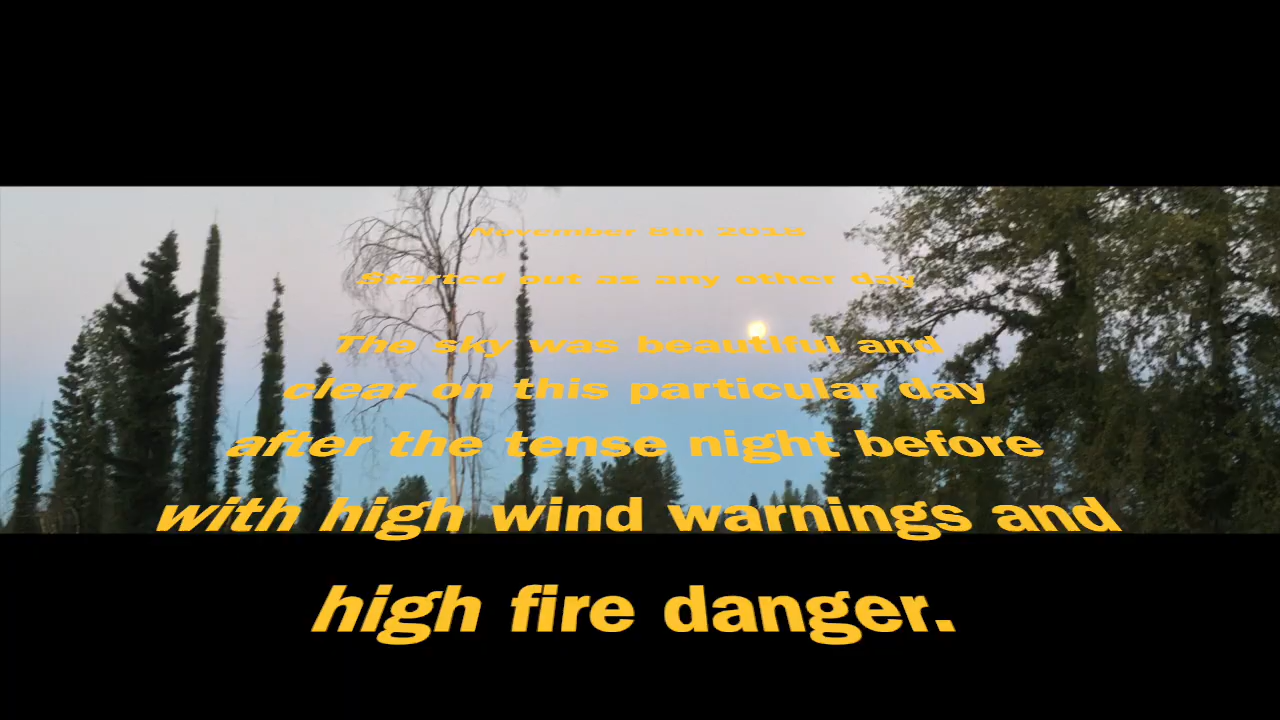 November 8th 2018
Started out as any other day
The sky was beautiful and
clear on this particular day
after the tense night before
with high wind warnings and
high fire danger.